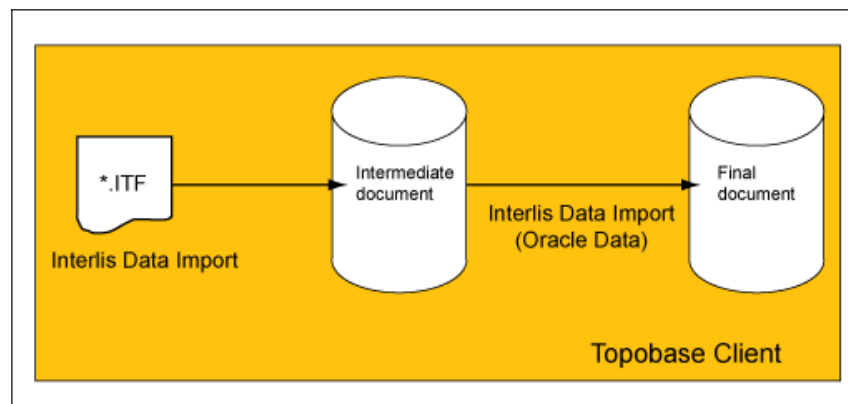 *.ITF
Interlis Data Import
Intermediate
document
Interlis Data Import
(Oracle Data)
Final
document
Topobase Client